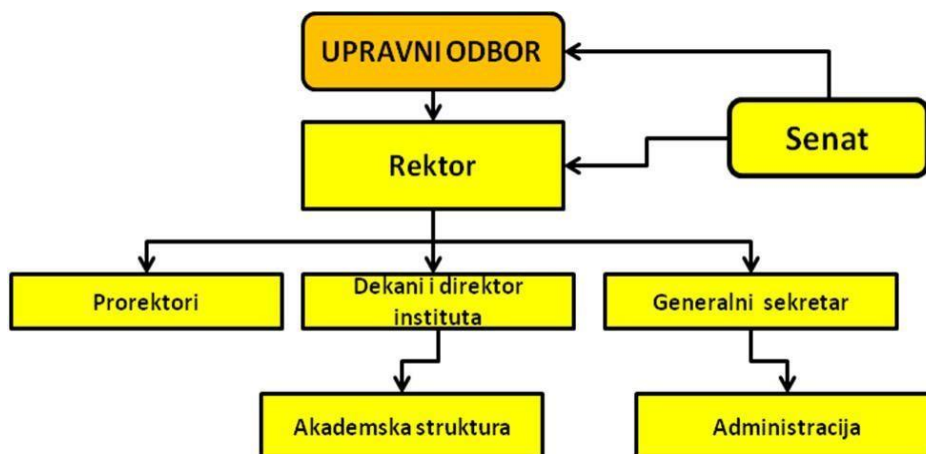 UPRAVNI ODBOR
Senat
Rektor
Prorektori
Dekani i direktor
instituta
Generalni sekretar
Akademska struktura
Administracija